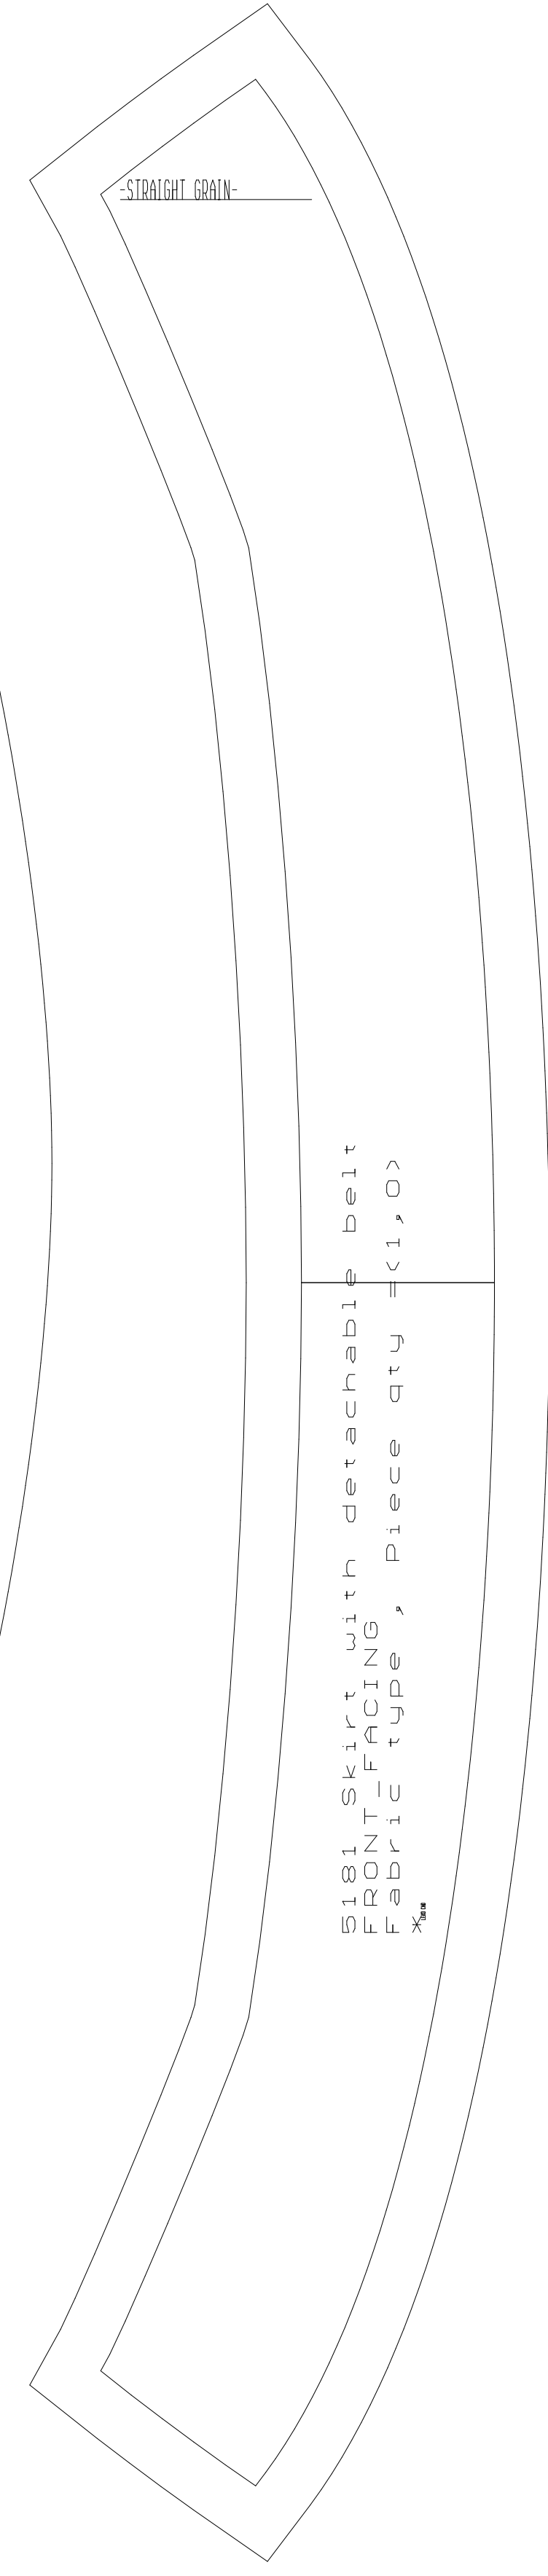 -STRAIGHT GRAIN-
5181 Skirt with detachable belt
FRONT_FACING
Fabric type , Piece qty =<1,0>
*